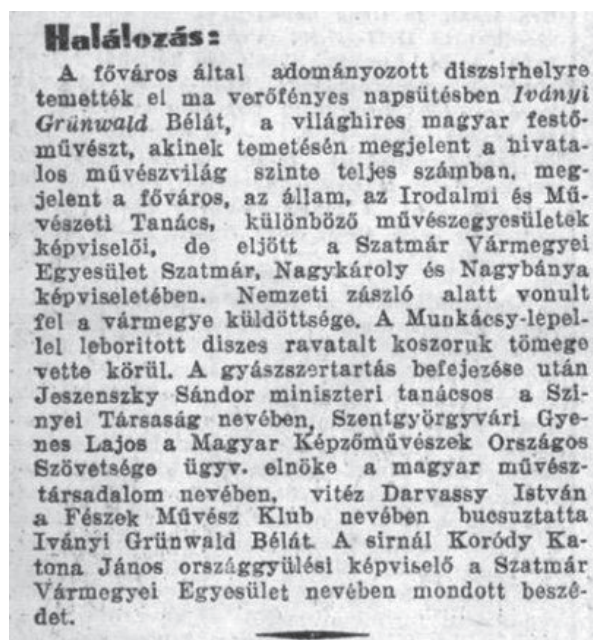 Halálozás:
A főváros által adományozott diszsirhelyre
temették el ma verőfényes napsütésben Iványi
Grünwald Bélát, a világhires magyar festő-
művészt, akinek temetésén megjelent a hivata-
los művészvilág szinte teljes számban, meg-
jelent a főváros, az állam, az Irodalmi és Mű-
vészeti Tanács, különböző művészegyesületek
képviselői, de eljött a Szatmár Vármegyei
Egyesület Szatmár, Nagykároly és Nagybánya
képviseletében. Nemzeti zászló alatt vonult
fel a vármegye küldöttsége. A Munkácsy-lepel-
lel leboritott diszes ravatalt koszoruk tömege
vette körül. A gyászszertartás befejezése után
Jeszenszky Sándor miniszteri tanácsos a Szi-
nyei Társaság nevében, Szentgyörgyvári Gye-
nes Lajos a Magyar Képzőművészek Országos
Szövetsége ügyv. elnöke a magyar művész-
társadalom nevében, vitéz Darvassy István
a Fészek Művész Klub nevében bucsuztatta
Iványi Grünwald Bélát. A sirnál Koródy Ka-
tona János országgyülési képviselő a Szatmár
Vármegyei Egyesület nevében mondott beszé-
det.